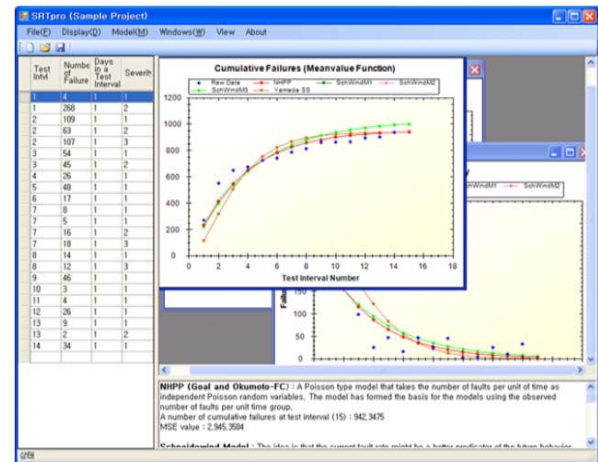 SRTpro (Sample Project)
File(F) Display(D) Model(M) Windows(W) View About
Test Intvl Number of Failure Days in a Test Interval Severity
1 4 1 1
1 268 1 2
2 109 1 1
2 63 1 2
2 107 1 3
3 54 1 1
3 45 1 2
4 26 1 1
5 48 1 1
6 17 1 1
7 8 1 1
7 5 1 1
7 16 1 2
7 18 1 3
8 14 1 1
8 12 1 3
9 46 1 1
10 3 1 1
11 4 1 1
12 26 1 1
13 9 1 1
13 2 1 2
14 34 1 1
Cumulative Failures (Meanvalue Function)
Raw Data NHPP SchWindM1 SchWindM2
SchWindM3 Yamada SS
1200
1000
800
600
400
200
0
0 2 4 6 8 10 12 14 16 18
Test Interval Number
SchWindM1 SchWindM2
150
100
50
0
NHPP (Goal and Okumoto-FC) : A Poisson type model that takes the number of faults per unit of time as
independent Poisson random variables, The model has formed the basis for the models using the observed
number of faults per unit time group,
A number of cumulative failures at test interval (15) : 942,3475
MSE value : 2,945,3584
Schneidewind Model : The idea is that the current fault rate might be a better predicator of the future behavior
상태